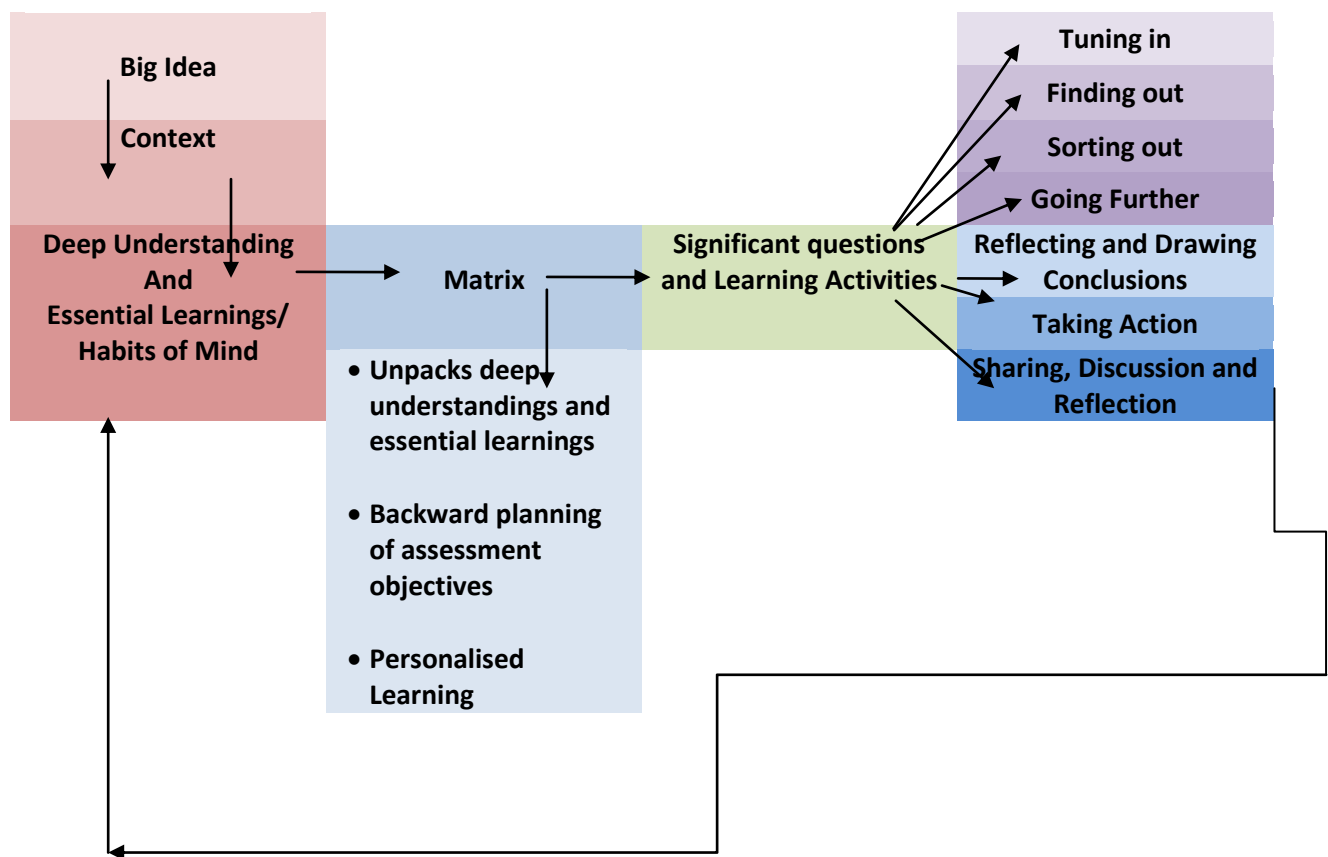 Big Idea
Context
Deep Understanding
And
Essential Learnings/
Habits of Mind
Matrix
• Unpacks deep
understandings and
essential learnings
• Backward planning
of assessment
objectives
• Personalised
Learning
Significant questions
and Learning Activities
Tuning in
Finding out
Sorting out
Going Further
Reflecting and Drawing
Conclusions
Taking Action
Sharing, Discussion and
Reflection